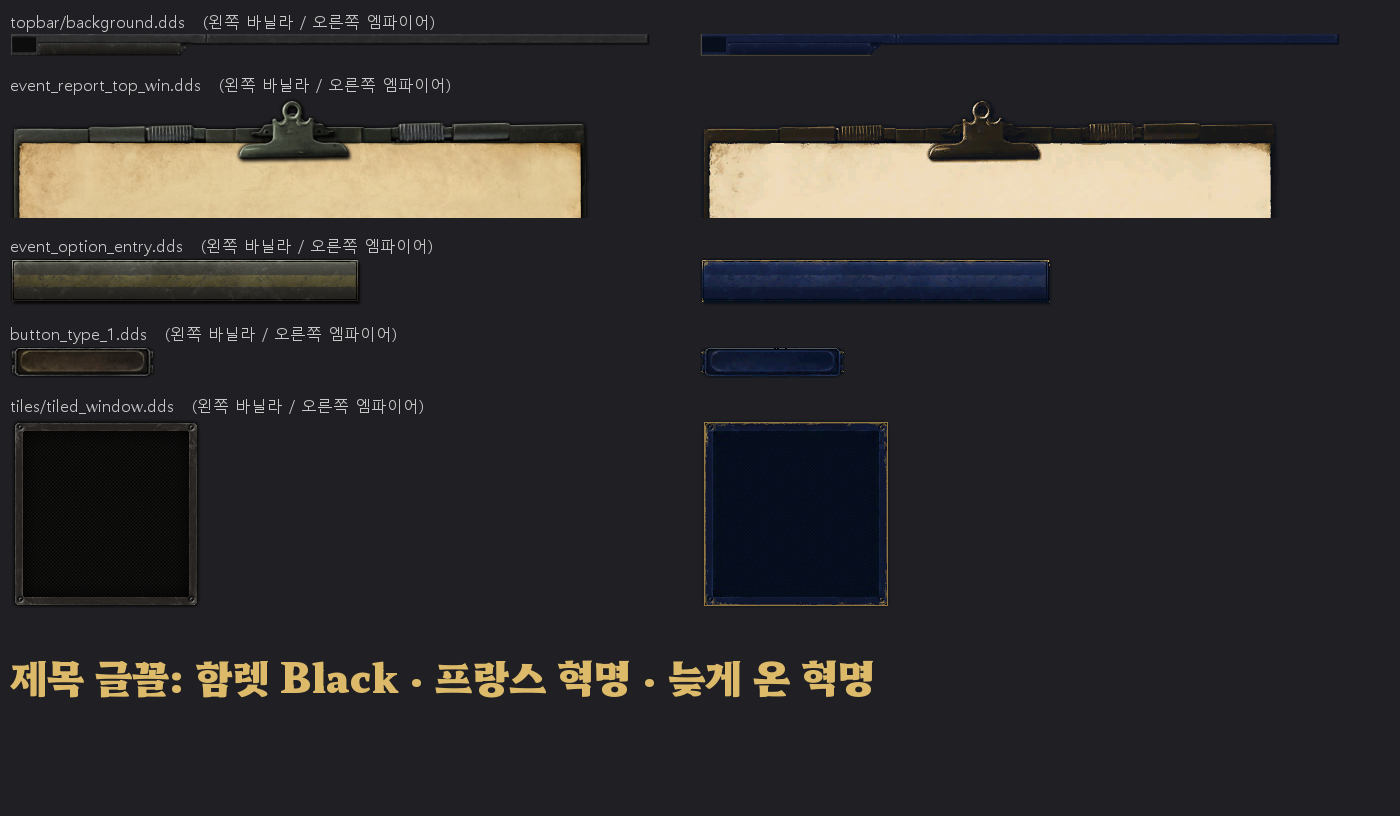 topbar/background.dds (왼쪽 바닐라 / 오른쪽 엠파이어)
event_report_top_win.dds (왼쪽 바닐라 / 오른쪽 엠파이어)
event_option_entry.dds (왼쪽 바닐라 / 오른쪽 엠파이어)
button_type_1.dds (왼쪽 바닐라 / 오른쪽 엠파이어)
tiles/tiled_window.dds (왼쪽 바닐라 / 오른쪽 엠파이어)
제목 글꼴: 함렛 Black · 프랑스 혁명 · 늦게 온 혁명